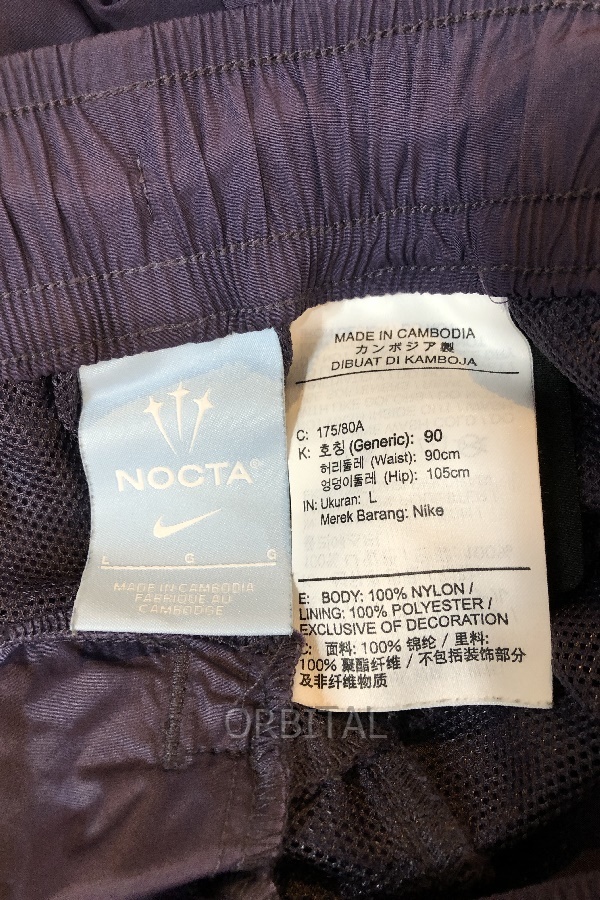 NOCTA®
L G G
MADE IN CAMBODIA
FABRIQUÉ AU
CAMBODGE
MADE IN CAMBODIA
カンボジア製
DIBUAT DI KAMBOJA
C: 175/80A
K: 호칭 (Generic): 90
허리둘레 (Waist): 90cm
엉덩이둘레 (Hip): 105cm
IN: Ukuran: L
Merek Barang: Nike
E: BODY: 100% NYLON /
LINING: 100% POLYESTER /
EXCLUSIVE OF DECORATION
C: 面料: 100% 锦纶 / 里料:
100% 聚酯纤维 / 不包括装饰部分
及非纤维物质
ORBITAL